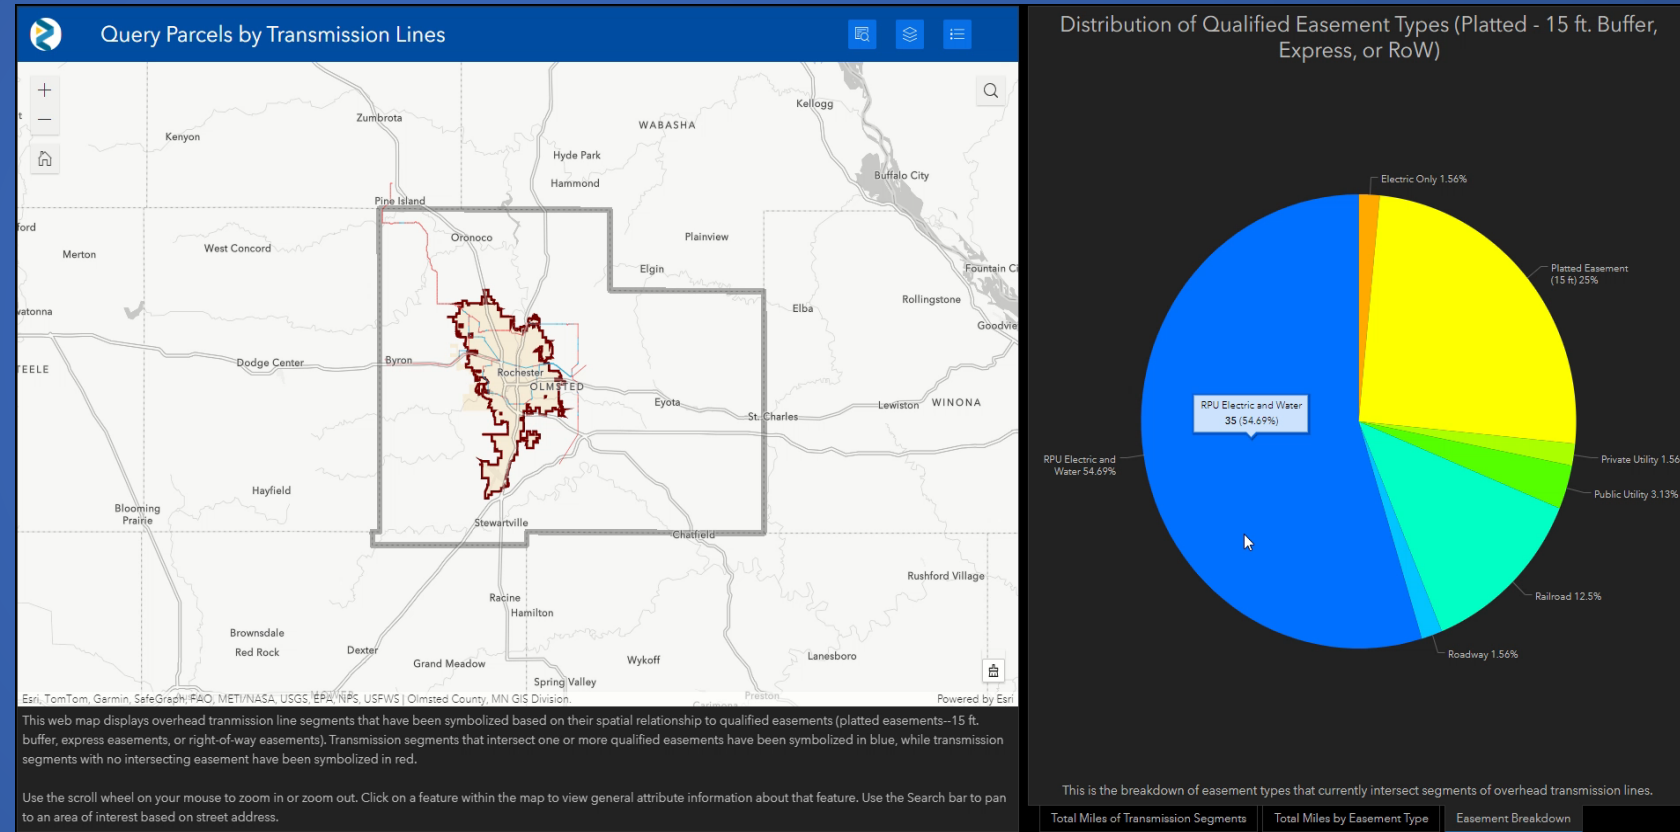 Query Parcels by Transmission Lines
Kellogg
Zumbrota
WABASHA
Kenyon
Hyde Park
Hammond
Buffalo City
Pine Island
ford
Oronoco
Plainview
West Concord
Merton
Elgin
Fountain Ci
Rollingstone
Elba
vatonna
Goodvie
Byron
Dodge Center
TEELE
Rochester
OLMSTED
Eyota
Lewiston
WINONA
St. Charles
Hayfield
Blooming
Prairie
Stewartville
Chatfield
Rushford Village
Racine
Hamilton
Brownsdale
Red Rock
Dexter
Grand Meadow
Wykoff
Lanesboro
Spring Valley
Preston
Esri, TomTom, Garmin, SafeGraph, FAO, METI/NASA, USGS, EPA, NPS, USFWS | Olmsted County, MN GIS Division.
Powered by Esri
This web map displays overhead tranmission line segments that have been symbolized based on their spatial relationship to qualified easements (platted easements--15 ft.
buffer, express easements, or right-of-way easements). Transmission segments that intersect one or more qualified easements have been symbolized in blue, while transmission
segments with no intersecting easement have been symbolized in red.
Use the scroll wheel on your mouse to zoom in or zoom out. Click on a feature within the map to view general attribute information about that feature. Use the Search bar to pan
to an area of interest based on street address.
Distribution of Qualified Easement Types (Platted - 15 ft. Buffer,
Express, or RoW)
Electric Only 1.56%
Platted Easement
(15 ft) 25%
RPU Electric and Water
35 (54.69%)
RPU Electric and
Water 54.69%
Private Utility 1.56
Public Utility 3.13%
Railroad 12.5%
Roadway 1.56%
This is the breakdown of easement types that currently intersect segments of overhead transmission lines.
Total Miles of Transmission Segments
Total Miles by Easement Type
Easement Breakdown